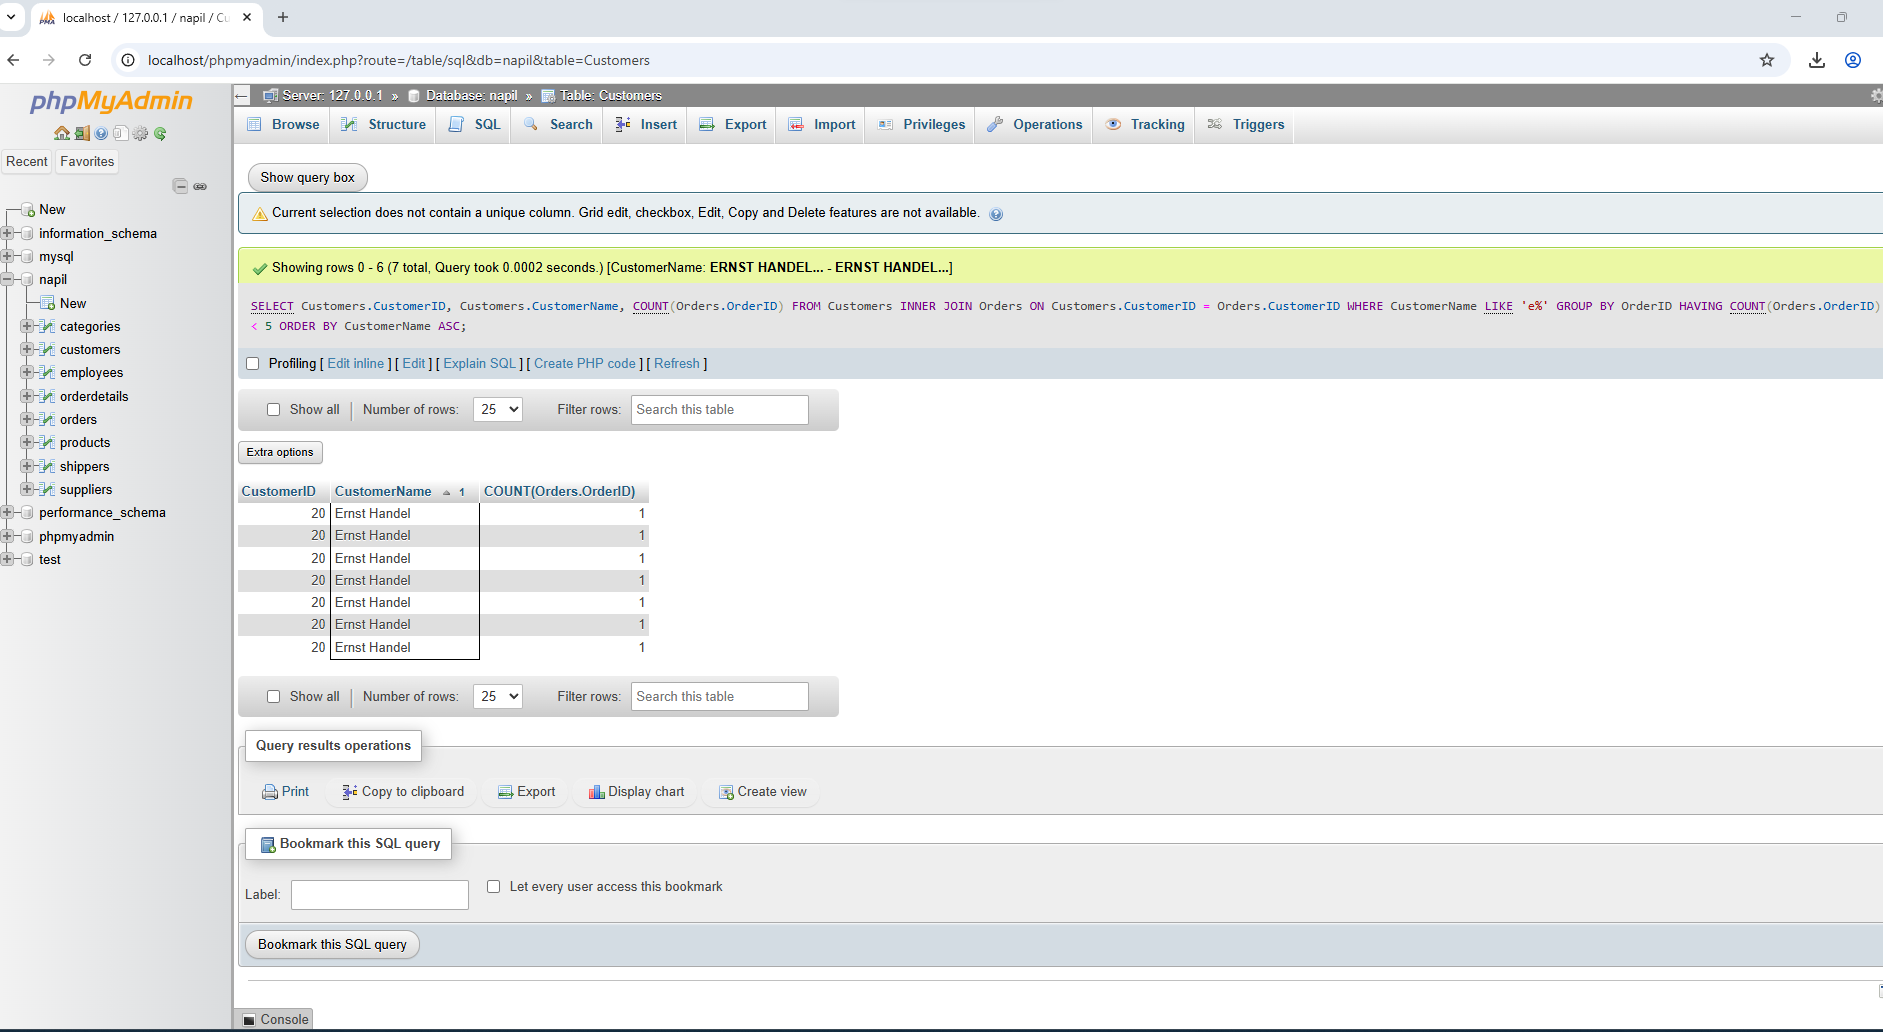 localhost / 127.0.0.1 / napil / Cu
localhost/phpmyadmin/index.php?route=/table/sql&db=napil&table=Customers
phpMyAdmin
Recent
Favorites
New
information_schema
mysql
napil
New
categories
customers
employees
orderdetails
orders
products
shippers
suppliers
performance_schema
phpmyadmin
test
Server: 127.0.0.1 » Database: napil » Table: Customers
Browse Structure SQL Search Insert Export Import Privileges Operations Tracking Triggers
Show query box
Current selection does not contain a unique column. Grid edit, checkbox, Edit, Copy and Delete features are not available.
Showing rows 0 - 6 (7 total, Query took 0.0002 seconds.) [CustomerName: ERNST HANDEL... - ERNST HANDEL...]
SELECT Customers.CustomerID, Customers.CustomerName, COUNT(Orders.OrderID) FROM Customers INNER JOIN Orders ON Customers.CustomerID = Orders.CustomerID WHERE CustomerName LIKE 'e%' GROUP BY OrderID HAVING COUNT(Orders.OrderID)
< 5 ORDER BY CustomerName ASC;
Profiling [ Edit inline ] [ Edit ] [ Explain SQL ] [ Create PHP code ] [ Refresh ]
Show all | Number of rows: 25 Filter rows: Search this table
Extra options
CustomerID CustomerName 1 COUNT(Orders.OrderID)
20 Ernst Handel 1
20 Ernst Handel 1
20 Ernst Handel 1
20 Ernst Handel 1
20 Ernst Handel 1
20 Ernst Handel 1
20 Ernst Handel 1
Show all | Number of rows: 25 Filter rows: Search this table
Query results operations
Print Copy to clipboard Export Display chart Create view
Bookmark this SQL query
Label: Let every user access this bookmark
Bookmark this SQL query
Console